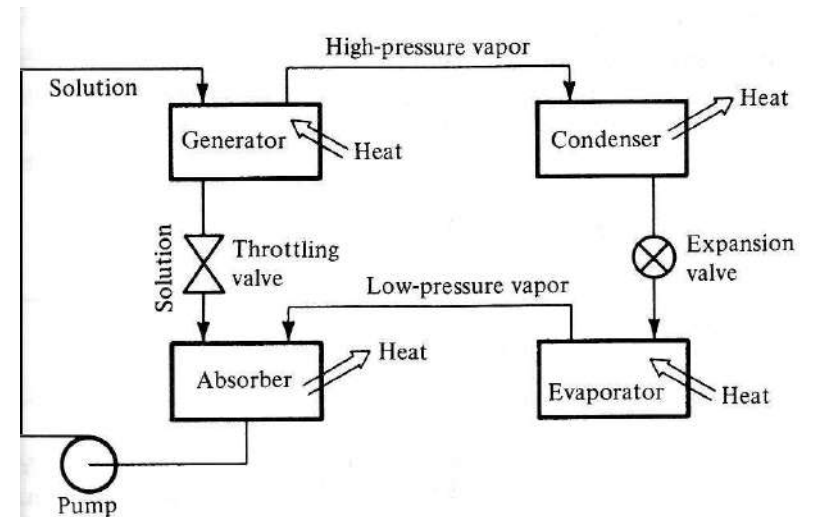 High-pressure vapor
Solution
Heat
Generator
Heat
Condenser
Solution
Throttling
valve
Expansion
valve
Low-pressure vapor
Heat
Absorber
Evaporator
Heat
Pump